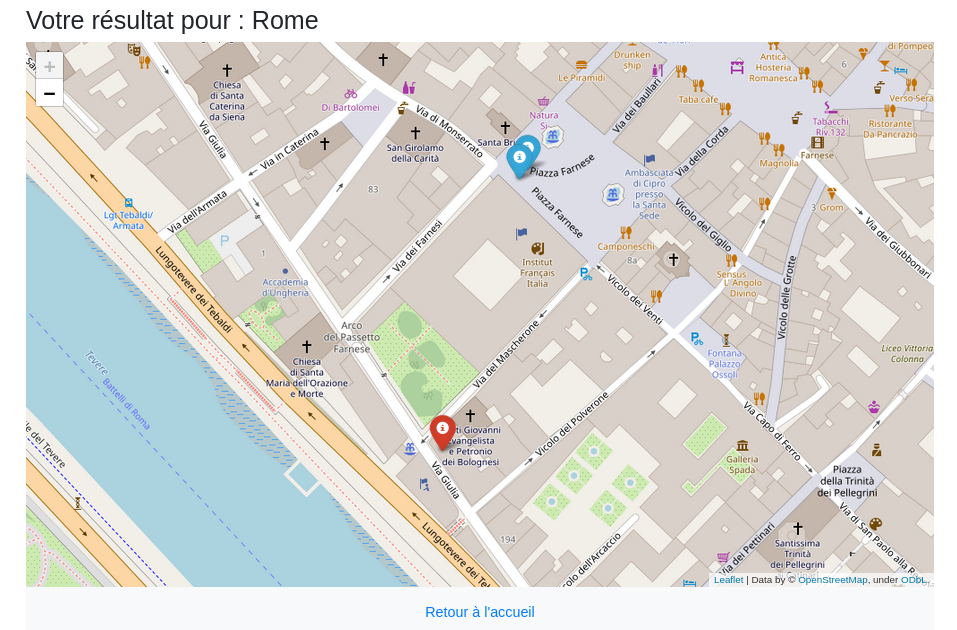 Votre résultat pour : Rome
+
−
Chiesa
di Santa
Caterina
da Siena
Di Bartolomei
Via Giulia
Via in Caterina
San Girolamo
della Carità
Via di Monserrato
Le Piramidi
Drunken
ship
Natura
Santa
Via dei Baullari
Taba cafe
Antica
Hosteria
Romanesca
6
di Pompeo
Tabacchi
Riv.132
Ristorante
Da Pancrazio
Via della Corda
Magnolia
Farnese
Piazza Farnese
Piazza Farnese
Ambasciata
di Cipro
presso
la Santa
Sede
83
Via dell'Armata
Lgt Tebaldi/
Armata
P
1
Via dei Farnesi
3
Grom
Vicolo del Giglio
Via dei Giubbonari
Camponeschi
8a
Institut
Français
Italia
Sensus
L' Angolo
Divino
Vicolo delle Grotte
Accademia
d'Ungheria
Lungotevere dei Tebaldi
Vicolo dei Venti
Arco
del Passetto
Farnese
Chiesa
di Santa
Maria dell'Orazione
e Morte
Via del Mascherone
Fontana
Palazzo
Ossoli
Liceo Vittoria
Colonna
Tevere
Battelli di Roma
Vicolo del Polverone
Via Capo di Ferro
ti Giovanni
vangelista
e Petronio
dei Bolognesi
Galleria
Spada
Piazza
della Trinità
dei Pellegrini
Via Giulia
e del Tevere
194
Via di San Paolo alla R
Santissima
Trinità
dei Pellegrini
Via dei Pettinari
colo dell'Arcaccio
Lungotevere dei Te
Leaflet | Data by © OpenStreetMap, under ODbL.
Retour à l'accueil